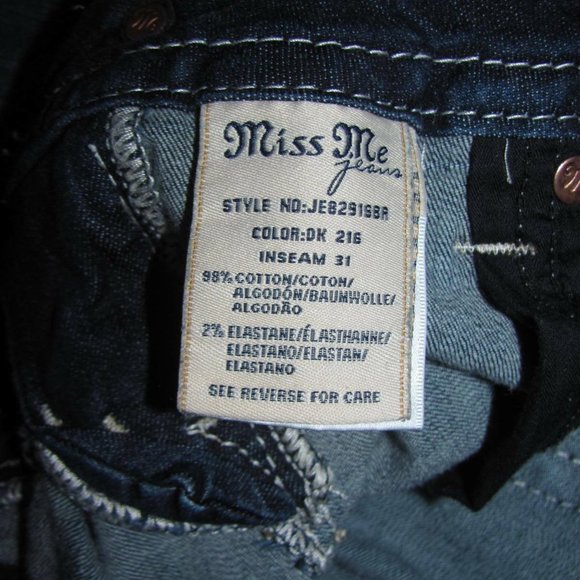 Miss Me
jeans
STYLE NO:JE8291SBR
COLOR:DK 216
INSEAM 31
98% COTTON/COTON/
ALGODÓN/BAUMWOLLE/
ALGODÃO
2% ELASTANE/ÉLASTHANNE/
ELASTANO/ELASTAN/
ELASTANO
SEE REVERSE FOR CARE